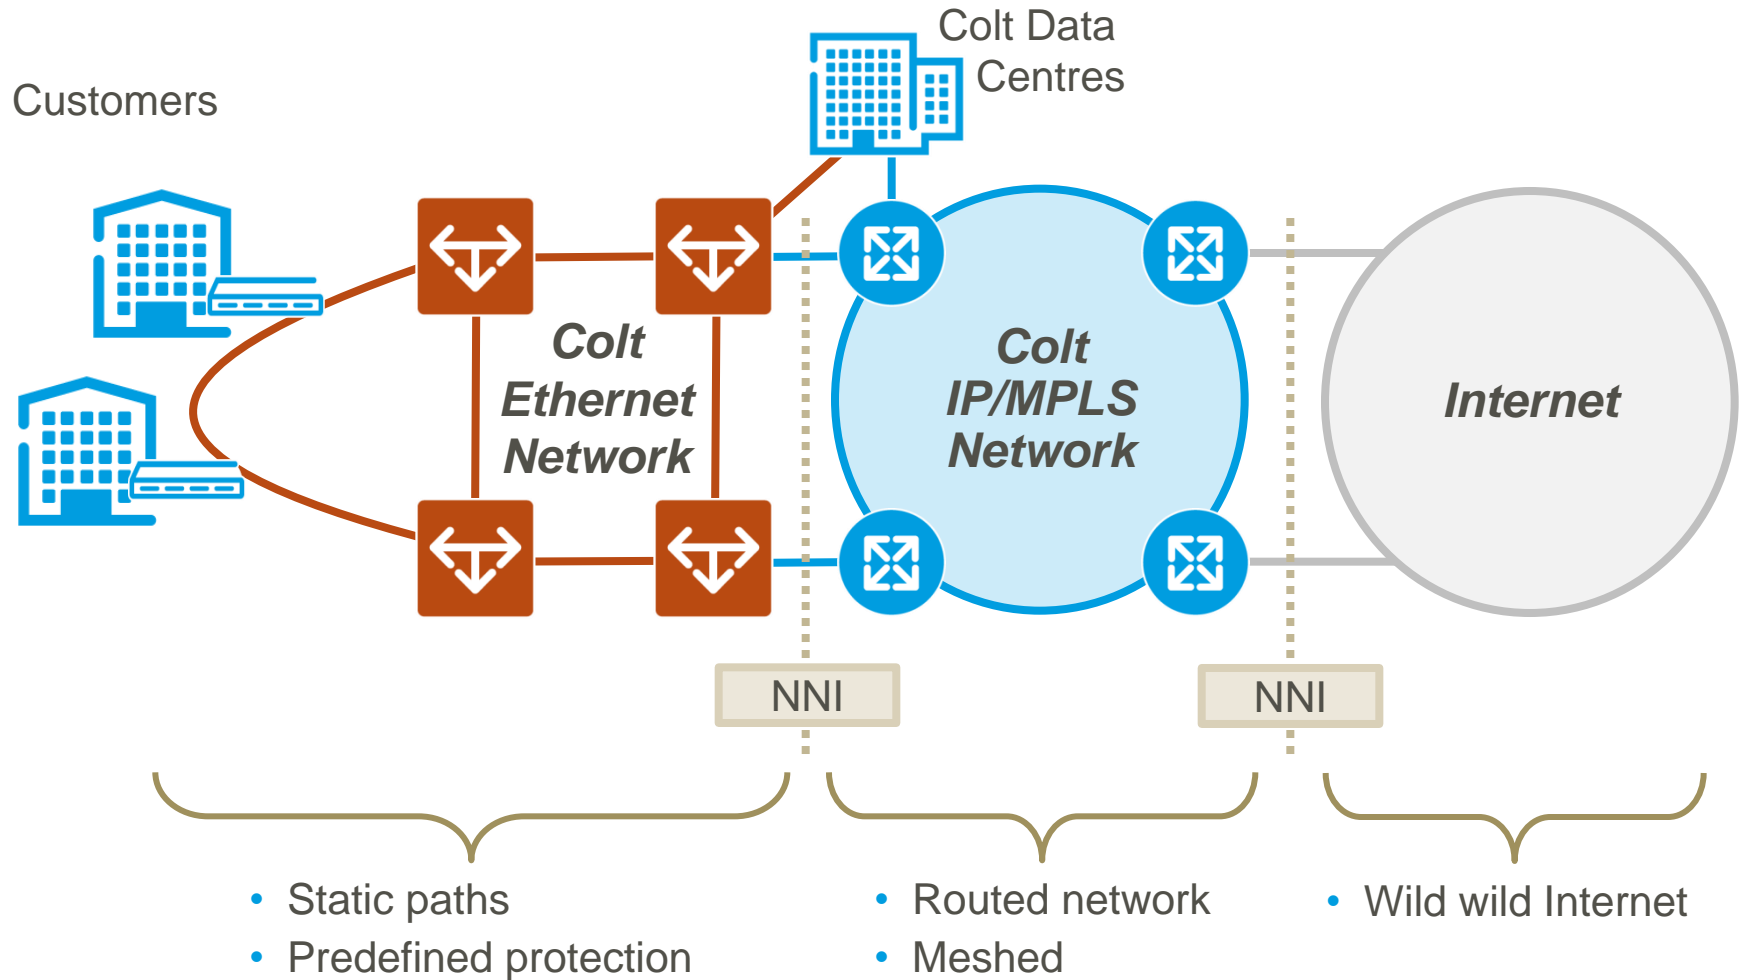 Colt Data
Centres
Customers
Colt
Ethernet
Network
Colt
IP/MPLS
Network
Internet
NNI
NNI
• Static paths
• Predefined protection
• Routed network
• Meshed
• Wild wild Internet